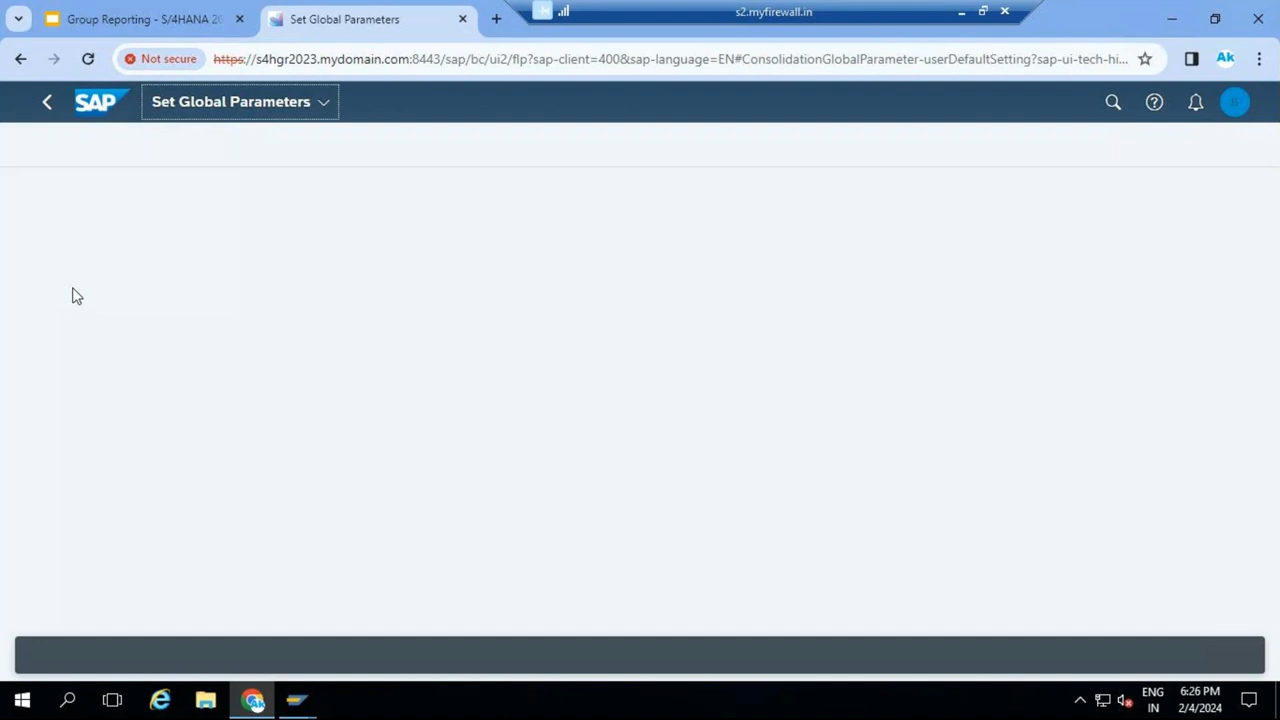 Group Reporting - S/4HANA 20
Set Global Parameters
s2.myfirewall.in
Not secure
https://s4hgr2023.mydomain.com:8443/sap/bc/ui2/flp?sap-client=400&sap-language=EN#ConsolidationGlobalParameter-userDefaultSetting?sap-ui-tech-hi...
Ak
SAP
Set Global Parameters
Ak
ENG
IN
6:26 PM
2/4/2024